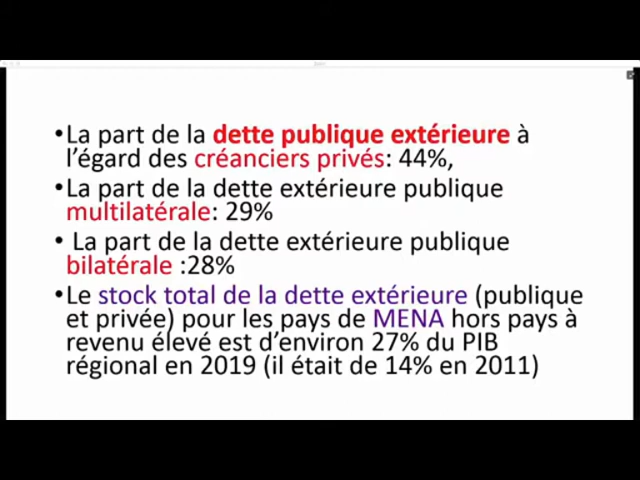 •La part de la dette publique extérieure à
l’égard des créanciers privés: 44%,
•La part de la dette extérieure publique
multilatérale: 29%
• La part de la dette extérieure publique
bilatérale :28%
•Le stock total de la dette extérieure (publique
et privée) pour les pays de MENA hors pays à
revenu élevé est d’environ 27% du PIB
régional en 2019 (il était de 14% en 2011)